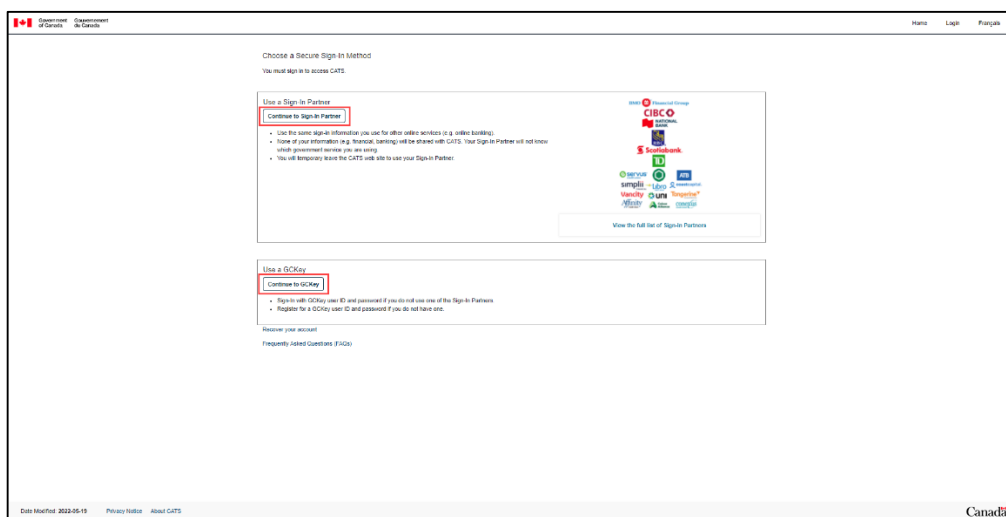 Government of Canada
Gouvernement du Canada
Home Login Français
Choose a Secure Sign-In Method
You must sign in to access CATS.
Use a Sign-In Partner
Continue to Sign-In Partner
Use the same sign-in information you use for other online services (e.g. online banking).
None of your information (e.g. financial, banking) will be shared with CATS. Your Sign-In Partner will not know
which government service you are using
You will temporary leave the CATS web site to use your Sign-In Partner.
Financial Group
CIBC
NATIONAL
BANK
RBC
Scotiabank
TD
servus
ATB
simplii
Libro
Vancity
UNI
Tangerine
Affinity
View the full list of Sign-In Partners
Use a GCKey
Continue to GCKey
Sign-In with GCKey user ID and password if you do not use one of the Sign-In Partners
Register for a GCKey user ID and password if you do not have one.
Recover your account
Frequently Asked Questions (FAQs)
Date Modified 2022-05-19 Privacy Notice About CATS
Canada